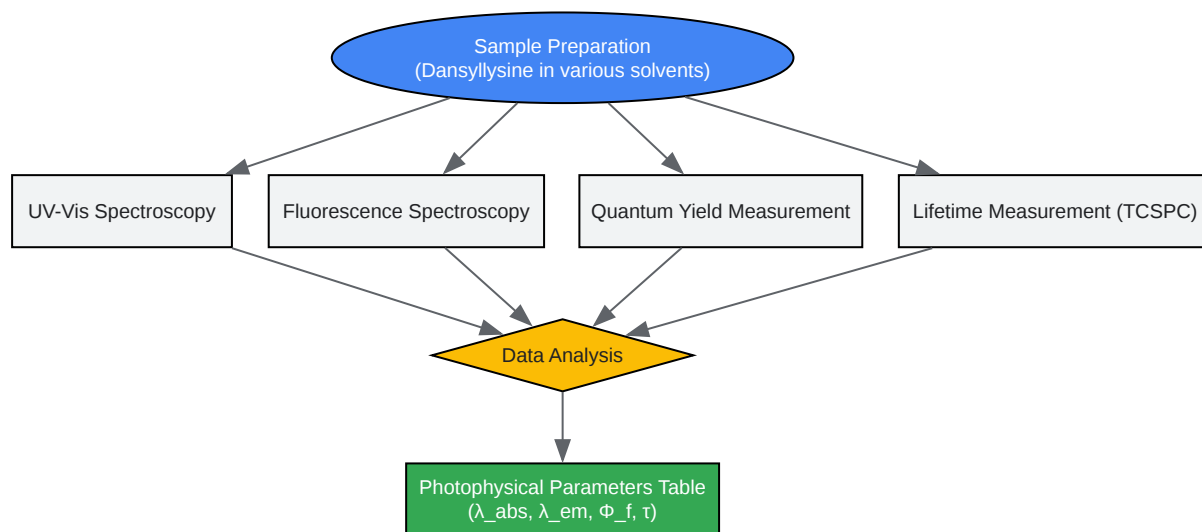 Sample Preparation
(Dansyllysine in various solvents)
UV-Vis Spectroscopy
Fluorescence Spectroscopy
Quantum Yield Measurement
Lifetime Measurement (TCSPC)
Data Analysis
Photophysical Parameters Table
(λ_abs, λ_em, Φ_f, τ)